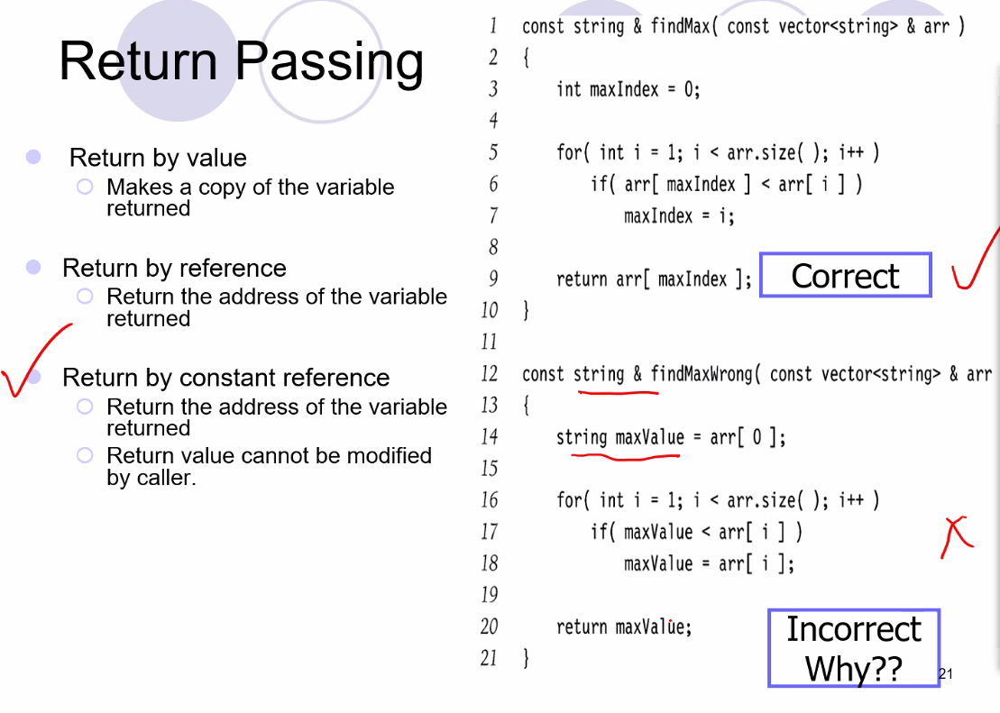 Return Passing
Return by value
Makes a copy of the variable
returned
Return by reference
Return the address of the variable
returned
Return by constant reference
Return the address of the variable
returned
Return value cannot be modified
by caller.
1 const string & findMax( const vector<string> & arr )
2 {
3 int maxIndex = 0;
4
5 for( int i = 1; i < arr.size( ); i++ )
6 if( arr[ maxIndex ] < arr[ i ] )
7 maxIndex = i;
8
9 return arr[ maxIndex ];
Correct
10 }
11
12 const string & findMaxWrong( const vector<string> & arr
13 {
14 string maxValue = arr[ 0 ];
15
16 for( int i = 1; i < arr.size( ); i++ )
17 if( maxValue < arr[ i ] )
18 maxValue = arr[ i ];
19
20 return maxValue;
21 }
Incorrect
Why??
21